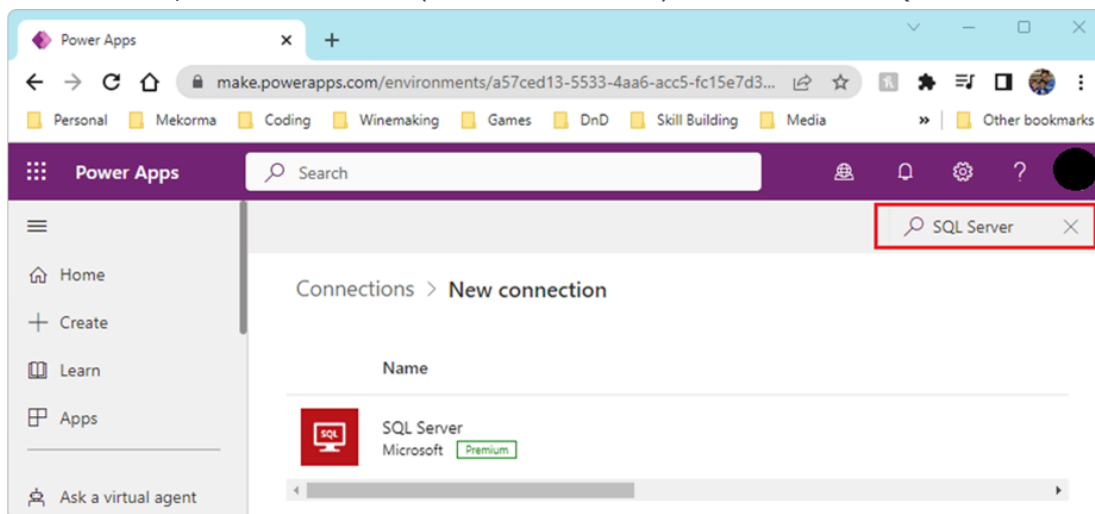 Power Apps
make.powerapps.com/environments/a57ced13-5533-4aa6-acc5-fc15e7d3...
Personal Mekorma Coding Winemaking Games DnD Skill Building Media » Other bookmarks
Power Apps Search
SQL Server
Home
Connections > New connection
Create
Learn
Name
Apps
SQL
SQL Server
Microsoft Premium
Ask a virtual agent